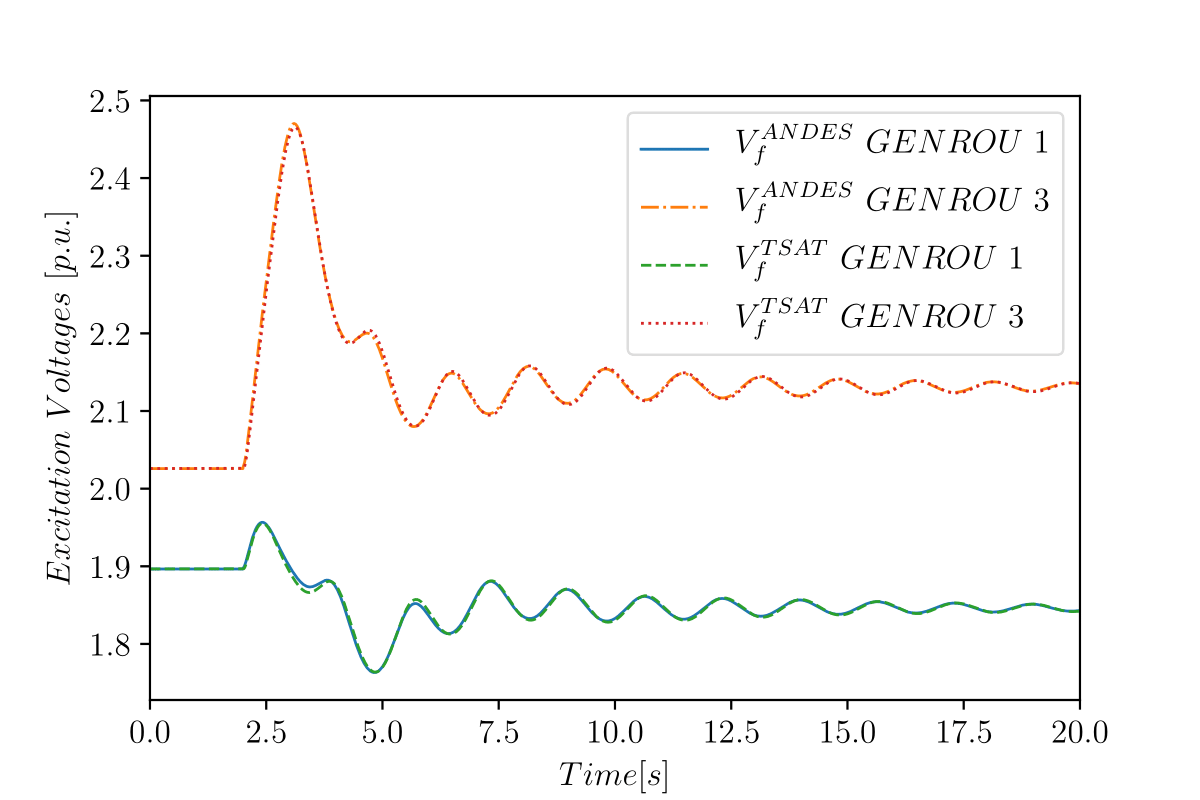 2.5
2.4
2.3
2.2
2.1
2.0
1.9
1.8
Excitation Voltages [p.u.]
V_f^{ANDES} GENROU 1
V_f^{ANDES} GENROU 3
V_f^{TSAT} GENROU 1
V_f^{TSAT} GENROU 3
0.0 2.5 5.0 7.5 10.0 12.5 15.0 17.5 20.0
Time[s]